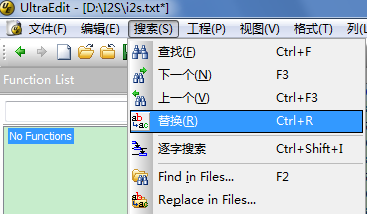 UltraEdit - [D:\I2S\i2s.txt*]
文件(F) 编辑(E) 搜索(S) 工程(P) 视图(V) 格式(T) 列(L
Function List
No Functions
查找(F) Ctrl+F
下一个(N) F3
上一个(V) Ctrl+F3
替换(R) Ctrl+R
逐字搜索 Ctrl+Shift+I
Find in Files... F2
Replace in Files...